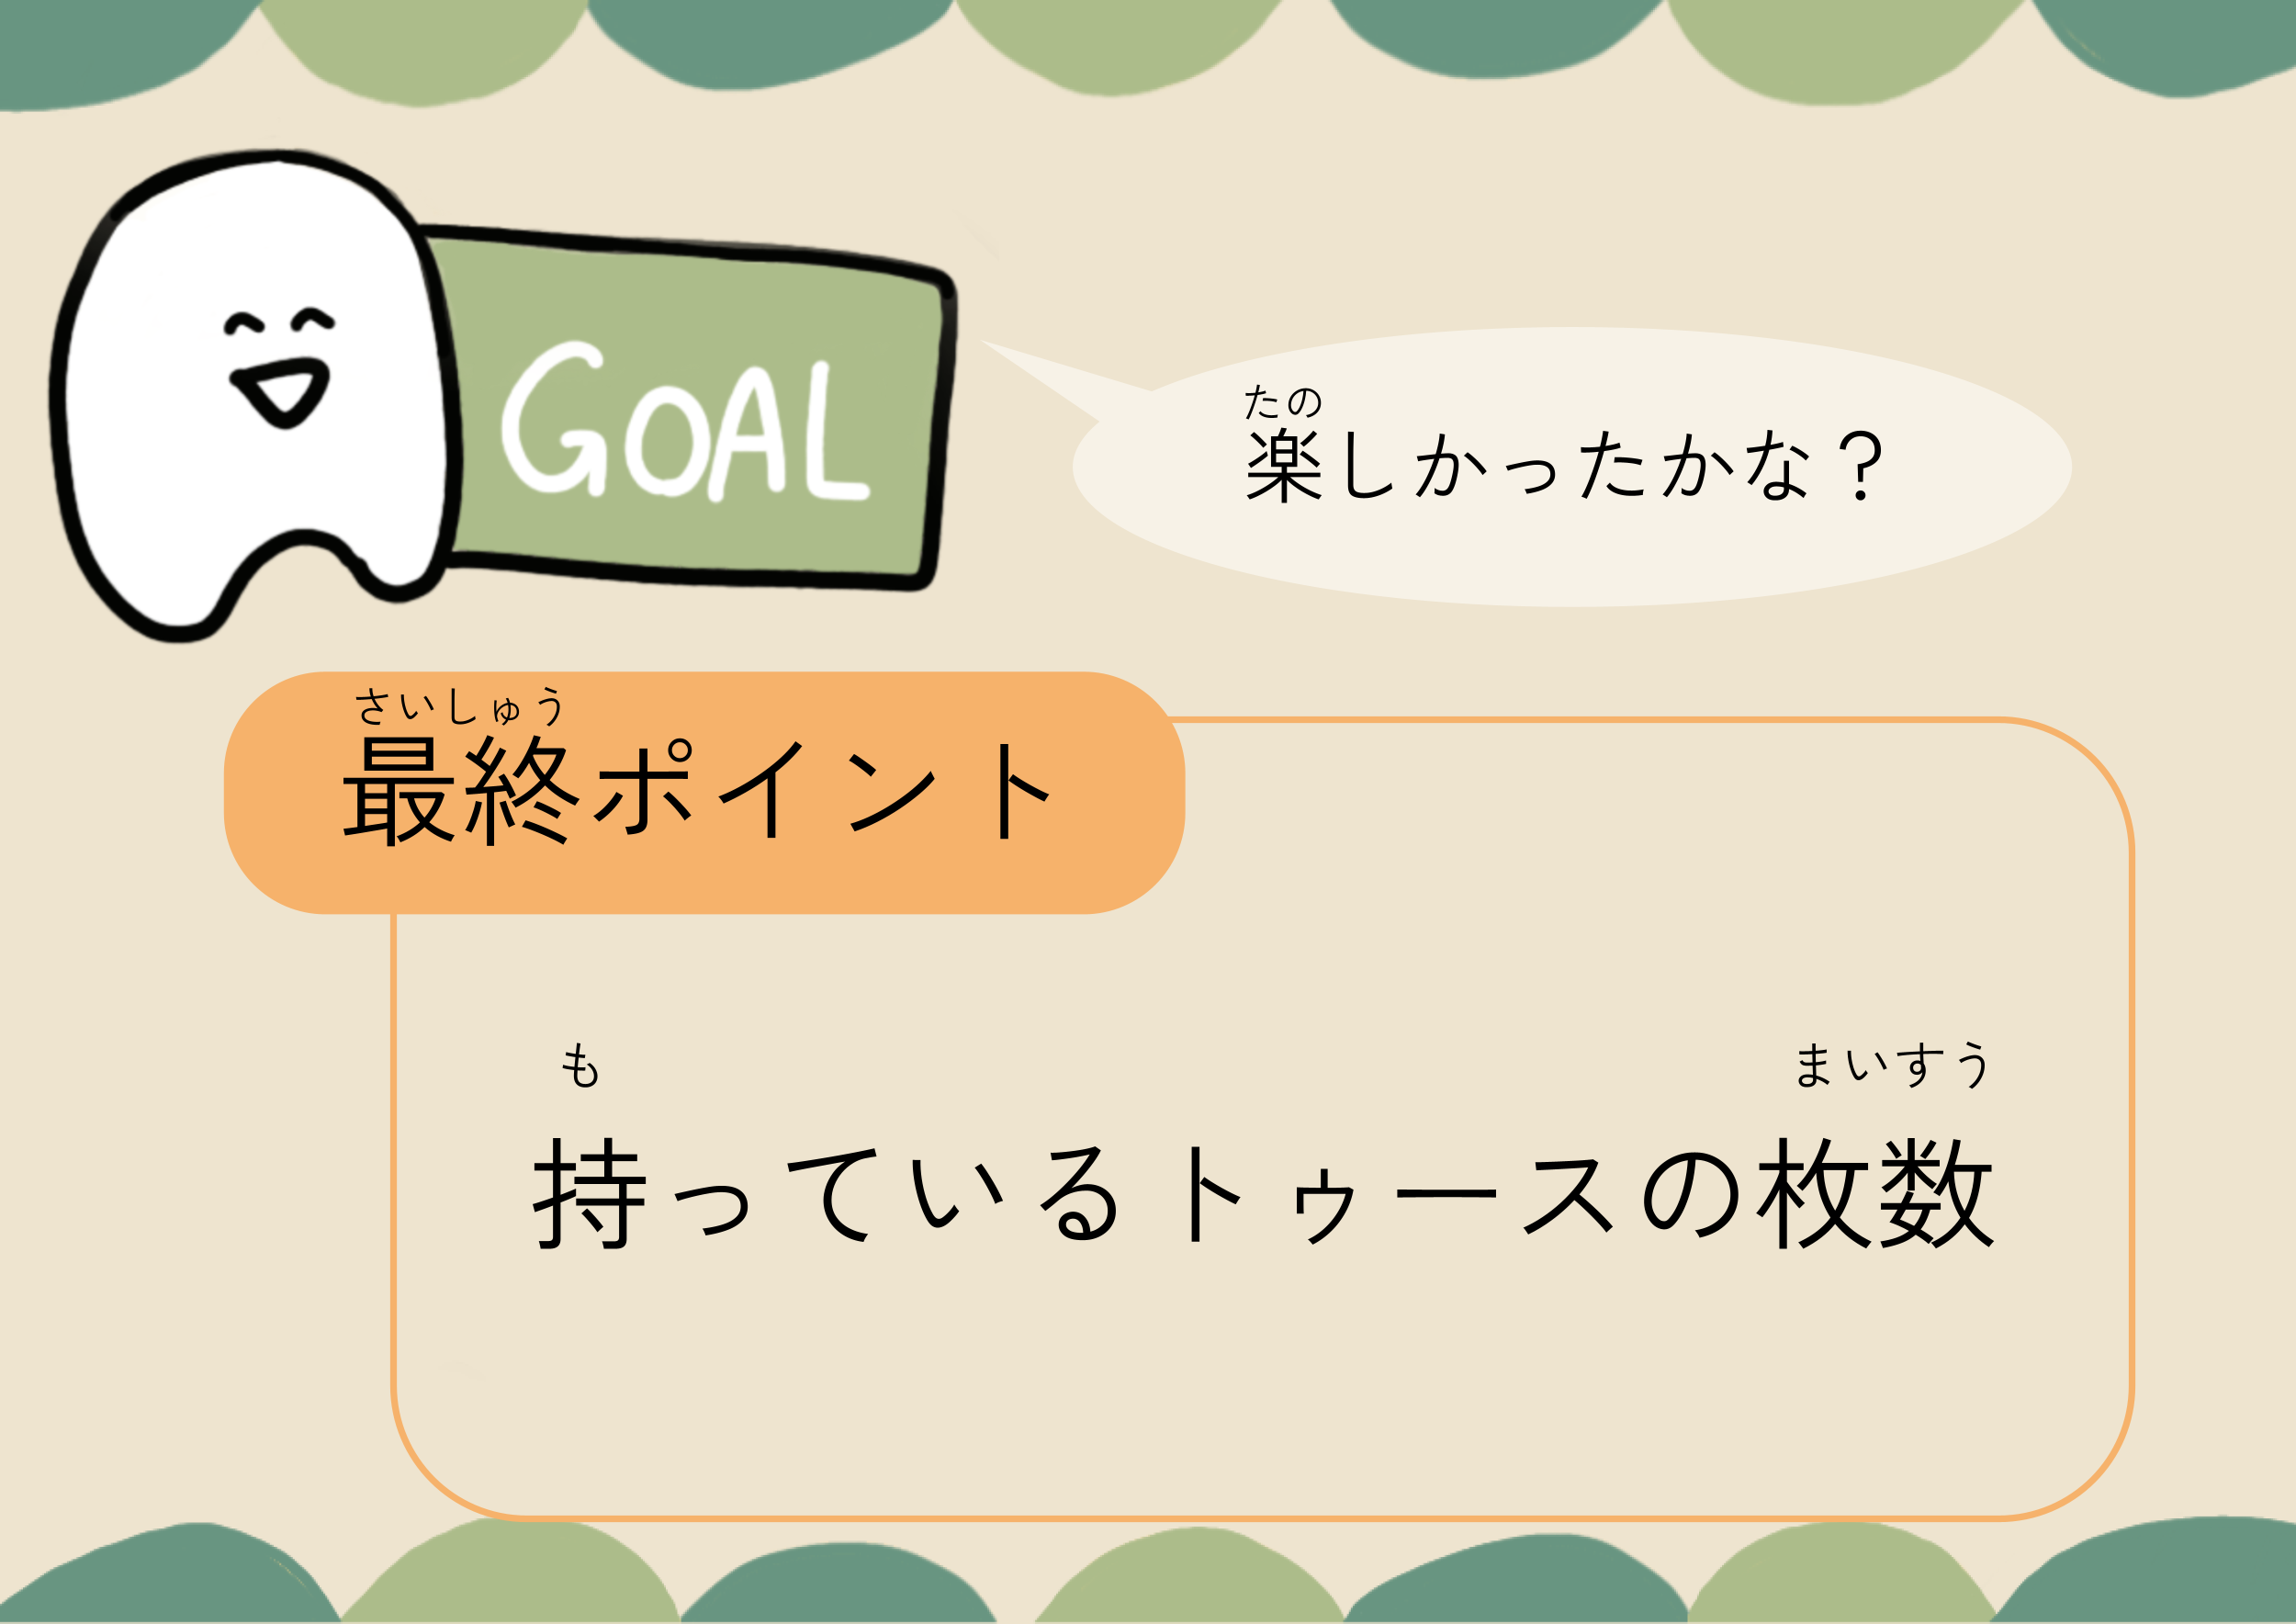 GOAL
たの
楽しかったかな？
さいしゅう
最終ポイント
も まいすう
持っているトゥースの枚数